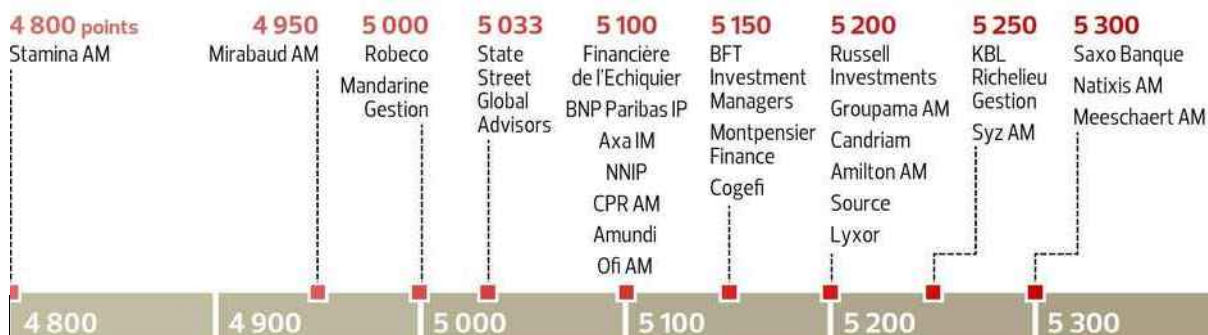 4 800 points
Stamina AM
4 950
Mirabaud AM
5 000
Robeco
Mandarine
Gestion
5 033
State
Street
Global
Advisors
5 100
Financière
de l'Echiquier
BNP Paribas IP
Axa IM
NNIP
CPR AM
Amundi
Ofi AM
5 150
BFT
Investment
Managers
Montpensier
Finance
Cogefi
5 200
Russell
Investments
Groupama AM
Candriam
Amilton AM
Source
Lyxor
5 250
KBL
Richelieu
Gestion
Syz AM
5 300
Saxo Banque
Natixis AM
Meeschaert AM
4 800
4 900
5 000
5 100
5 200
5 300